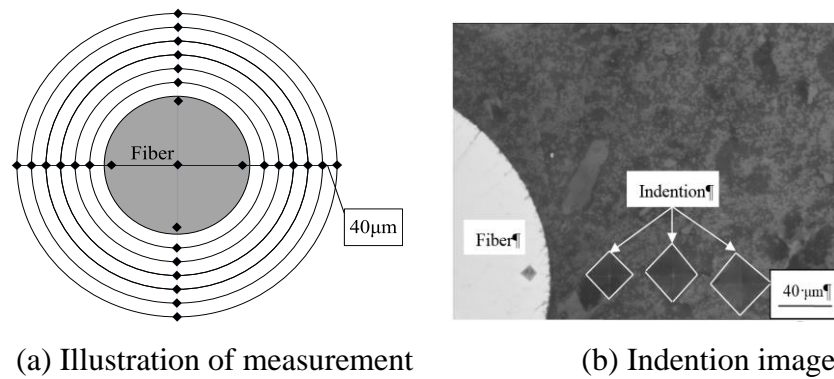 Fiber
40μm
Indention¶
Fiber¶
40·μm¶
(a) Illustration of measurement
(b) Indention image